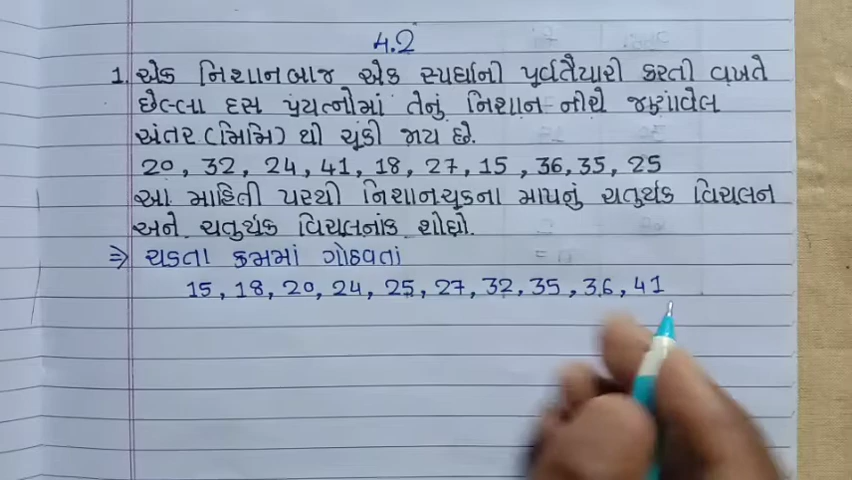 4.2
1. એક નિશાનબાજ એક સ્પર્ધાની પૂર્વતૈયારી કરતી વખતે
છેલ્લા દસ પ્રયત્નોમાં તેનું નિશાન નીચે જણાવેલ
અંતર (મિમિ) થી ચૂકી જાય છે.
20, 32, 24, 41, 18, 27, 15, 36, 35, 25
આ માહિતી પરથી નિશાનચૂકના માપનું ચતુર્થક વિચલન
અને ચતુર્થક વિચલનાંક શોધો.
⇒ ચડતા ક્રમમાં ગોઠવતાં
15, 18, 20, 24, 25, 27, 32, 35, 36, 41